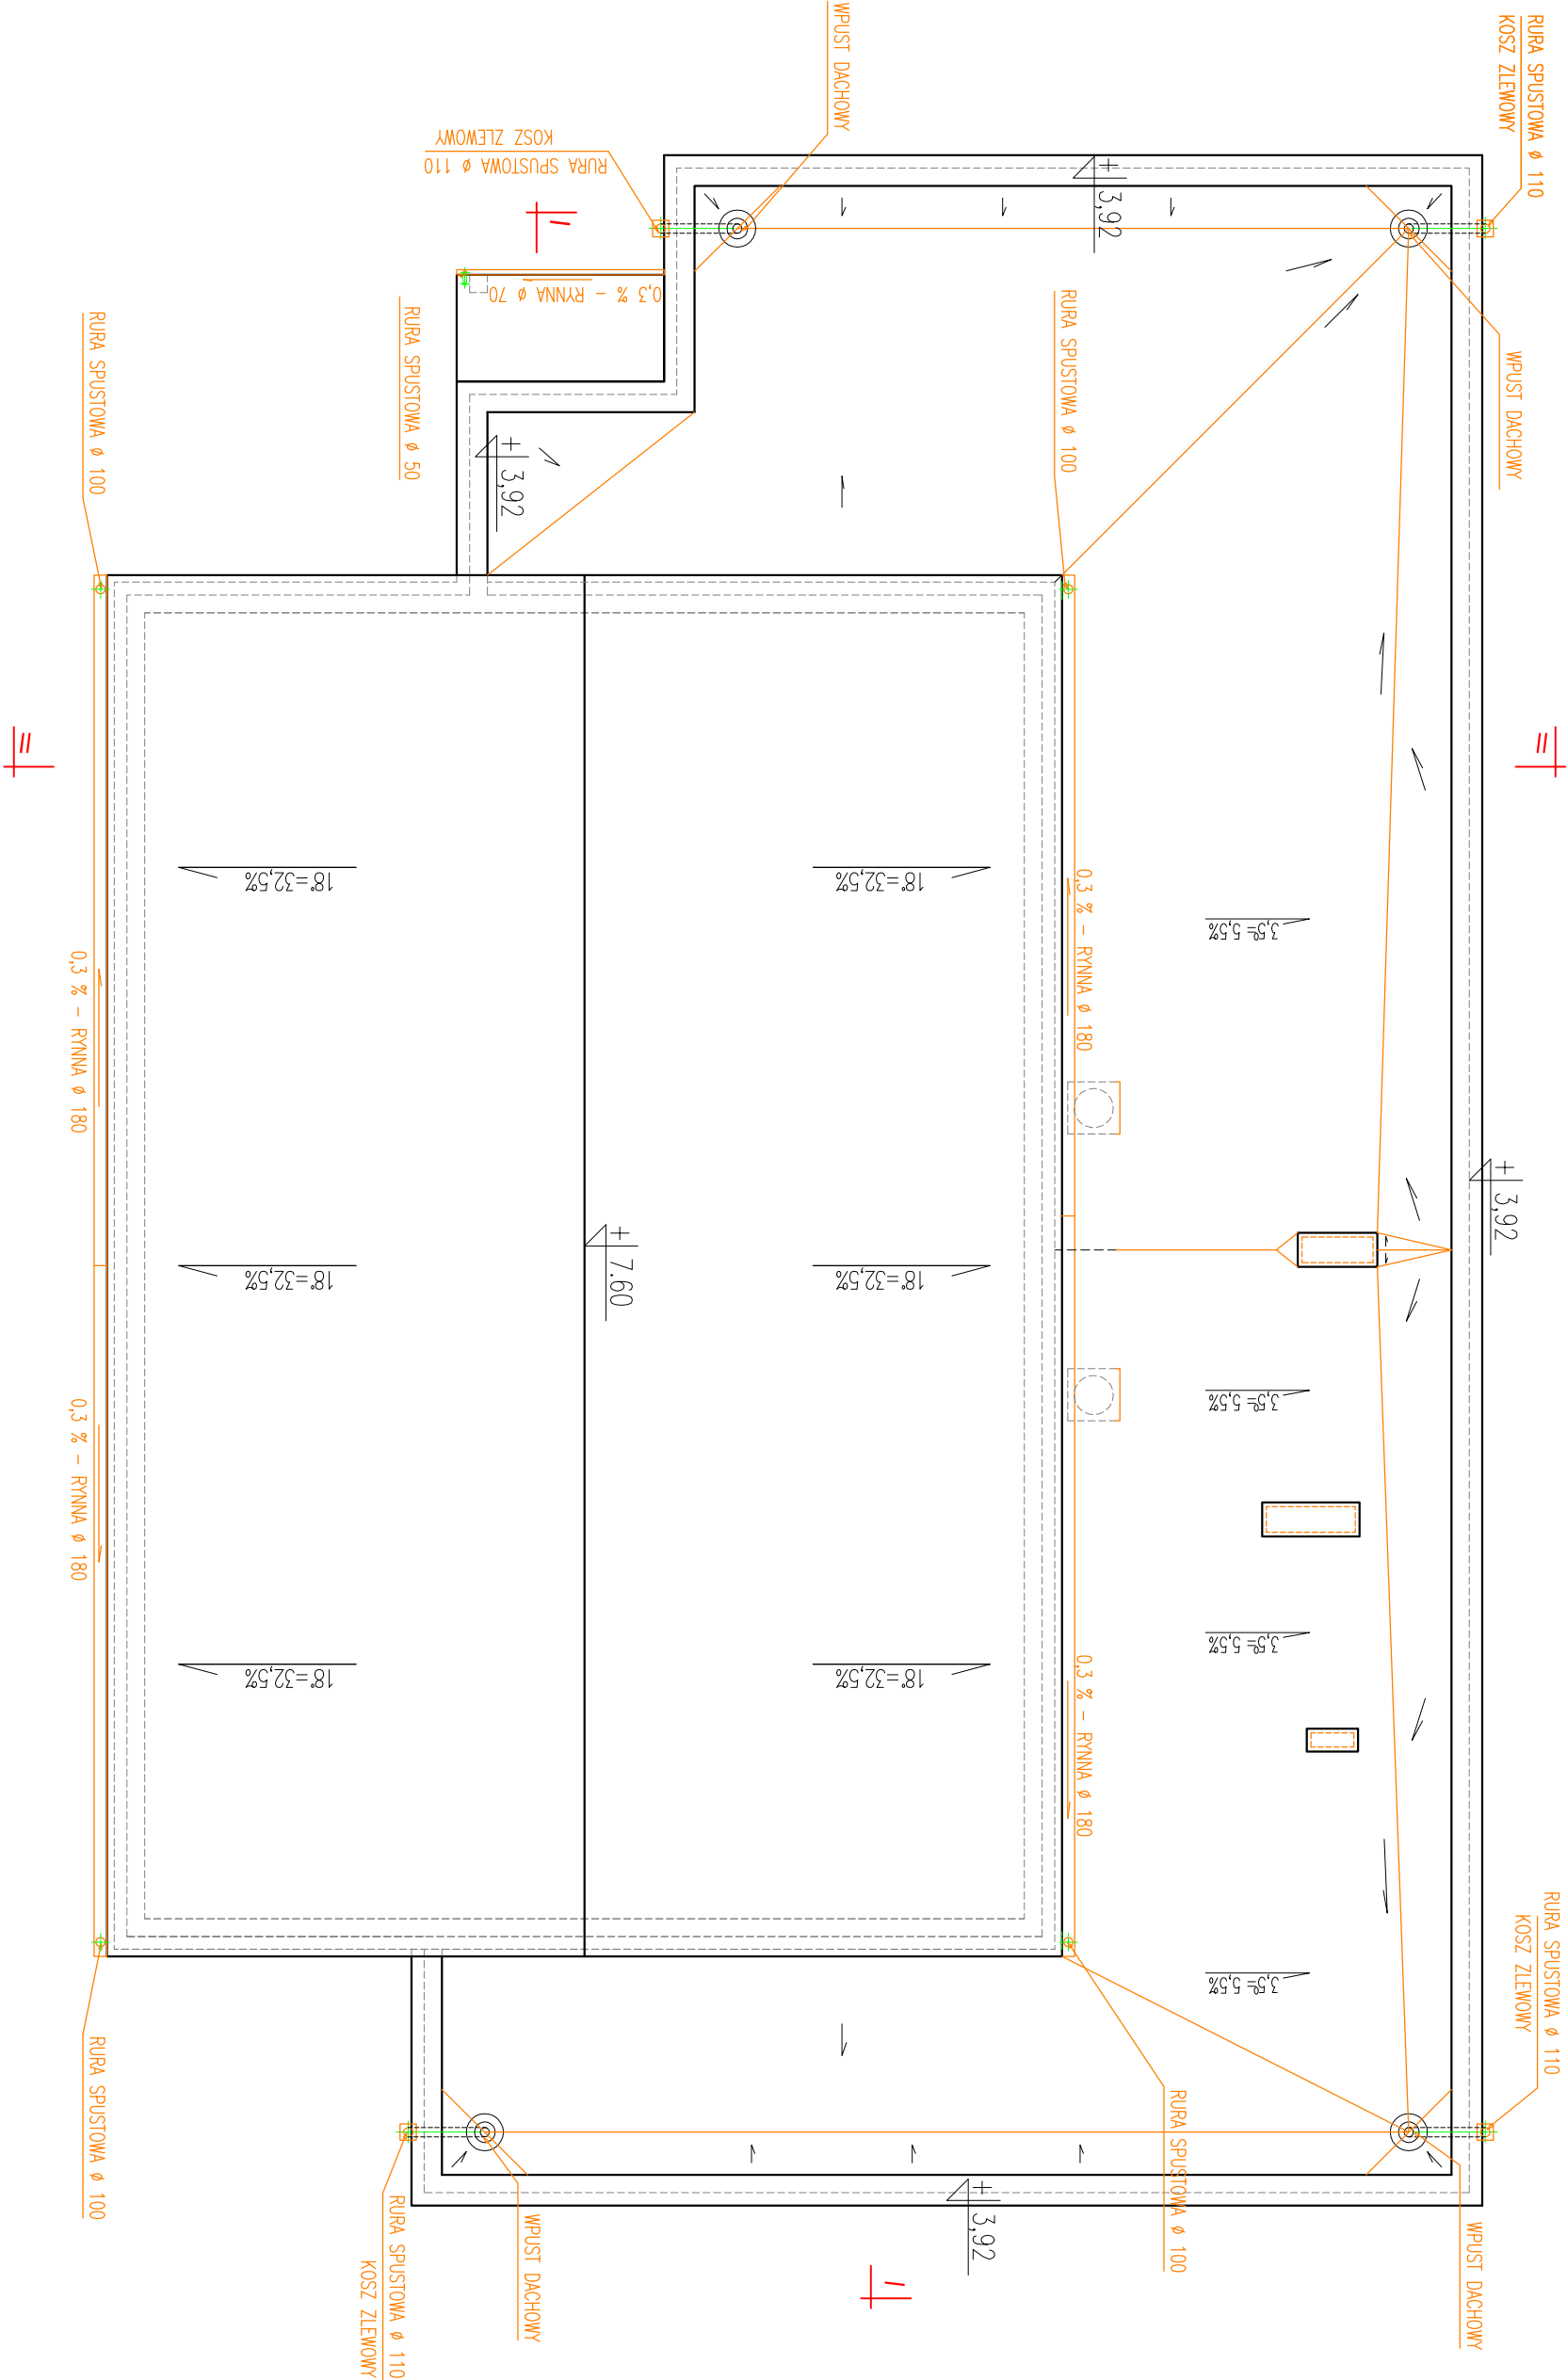 RURA SPUSTOWA ø 110
KOSZ ZLEWOWY
WPUST DACHOWY
KOSZ ZLEWOWY
RURA SPUSTOWA ø 110
± 3,92
I
0,3 % - RYNNA ø 70
RURA SPUSTOWA ø 100
RURA SPUSTOWA ø 50
RURA SPUSTOWA ø 100
WPUST DACHOWY
± 3,92
II
II
18°=32,5%
18°=32,5%
0,3 % - RYNNA ø 180
3,5°= 5,5%
0,3 % - RYNNA ø 180
± 3,92
± 7.60
18°=32,5%
18°=32,5%
3,5°= 5,5%
0,3 % - RYNNA ø 180
3,5°= 5,5%
18°=32,5%
18°=32,5%
0,3 % - RYNNA ø 180
3,5°= 5,5%
RURA SPUSTOWA ø 110
KOSZ ZLEWOWY
RURA SPUSTOWA ø 100
RURA SPUSTOWA ø 100
± 3,92
I
WPUST DACHOWY
WPUST DACHOWY
RURA SPUSTOWA ø 110
KOSZ ZLEWOWY